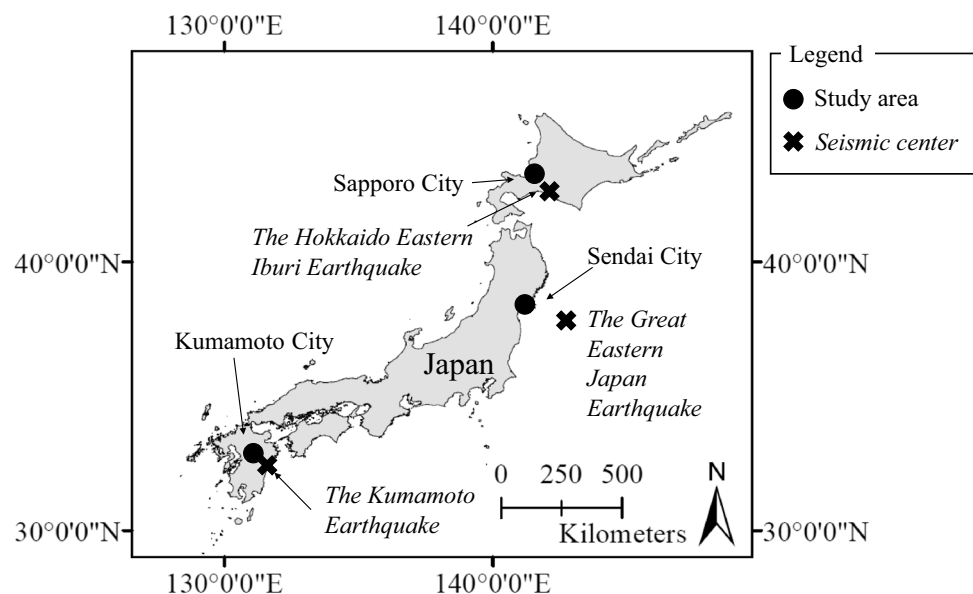 130°0'0"E
140°0'0"E
Legend
Study area
Seismic center
Sapporo City
The Hokkaido Eastern
Iburi Earthquake
40°0'0"N
40°0'0"N
Sendai City
The Great
Eastern
Japan
Earthquake
Kumamoto City
Japan
0 250 500
Kilometers
N
The Kumamoto
Earthquake
30°0'0"N
30°0'0"N
130°0'0"E
140°0'0"E